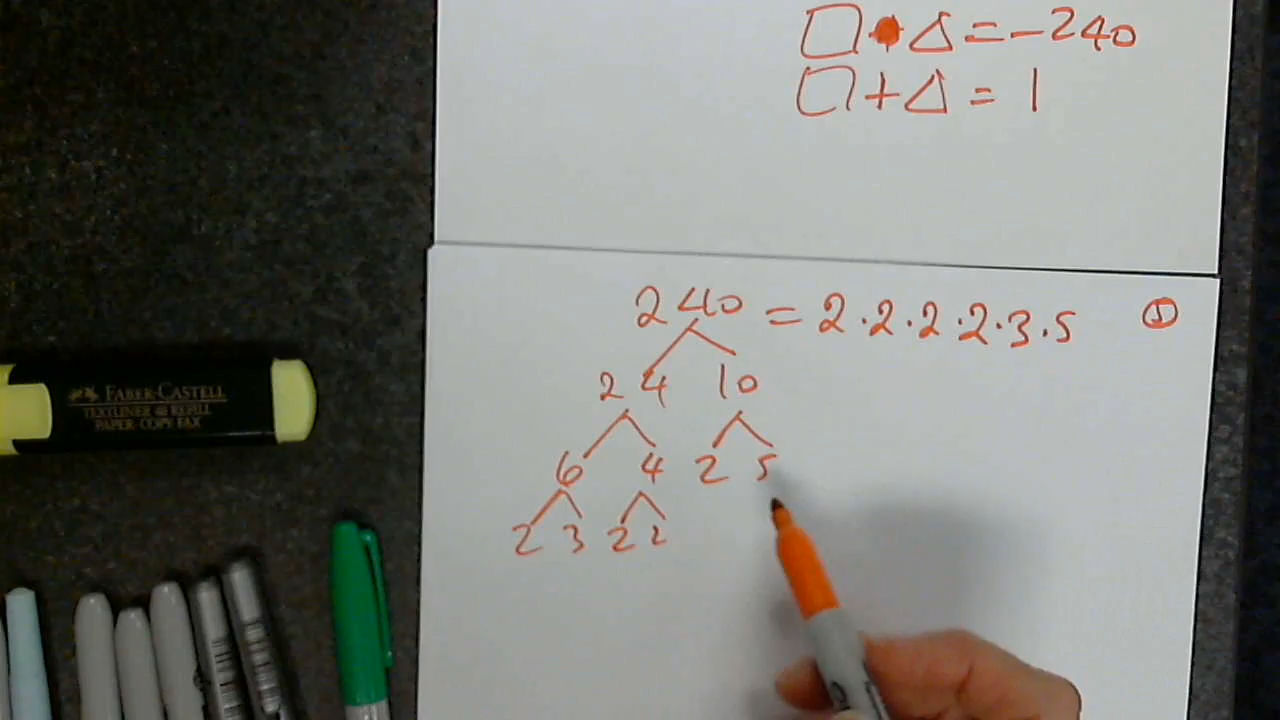 □ • △ = -240
□ + △ = 1
240 = 2·2·2·2·3·5 ①
24 10
6 4 2 5
2 3 2 2
FABER-CASTELL
TEXTLINER 48 REFILL
PAPER-COPY FAX